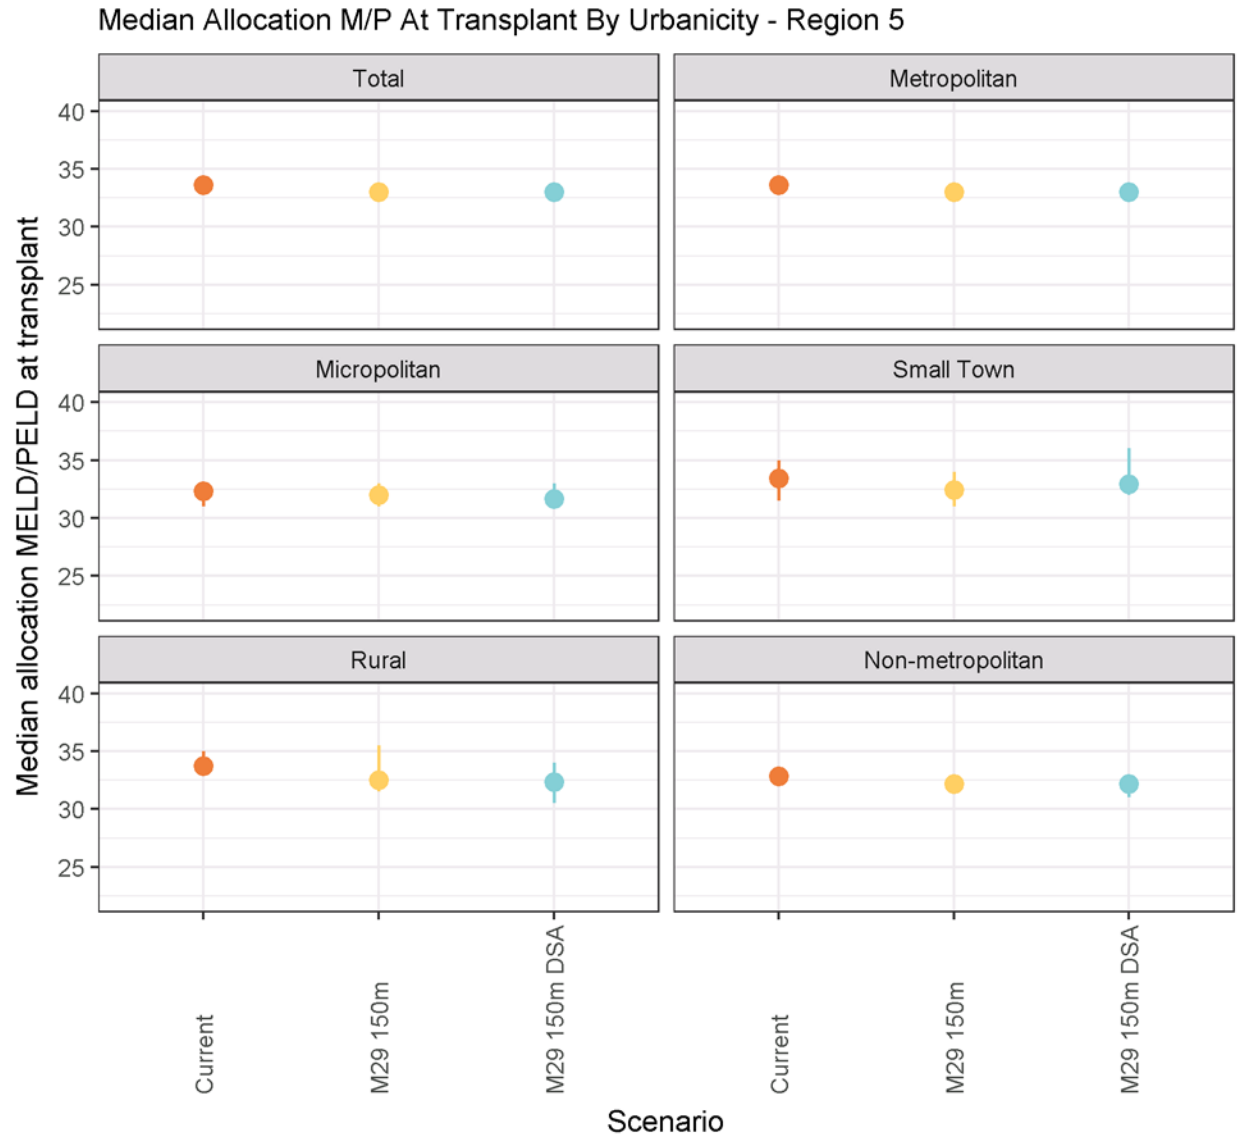 Median Allocation M/P At Transplant By Urbanicity - Region 5
Total
Metropolitan
40
35
30
25
Micropolitan
Small Town
40
35
30
25
Rural
Non-metropolitan
40
35
30
25
Median allocation MELD/PELD at transplant
Current
M29 150m
M29 150m DSA
Current
M29 150m
M29 150m DSA
Scenario